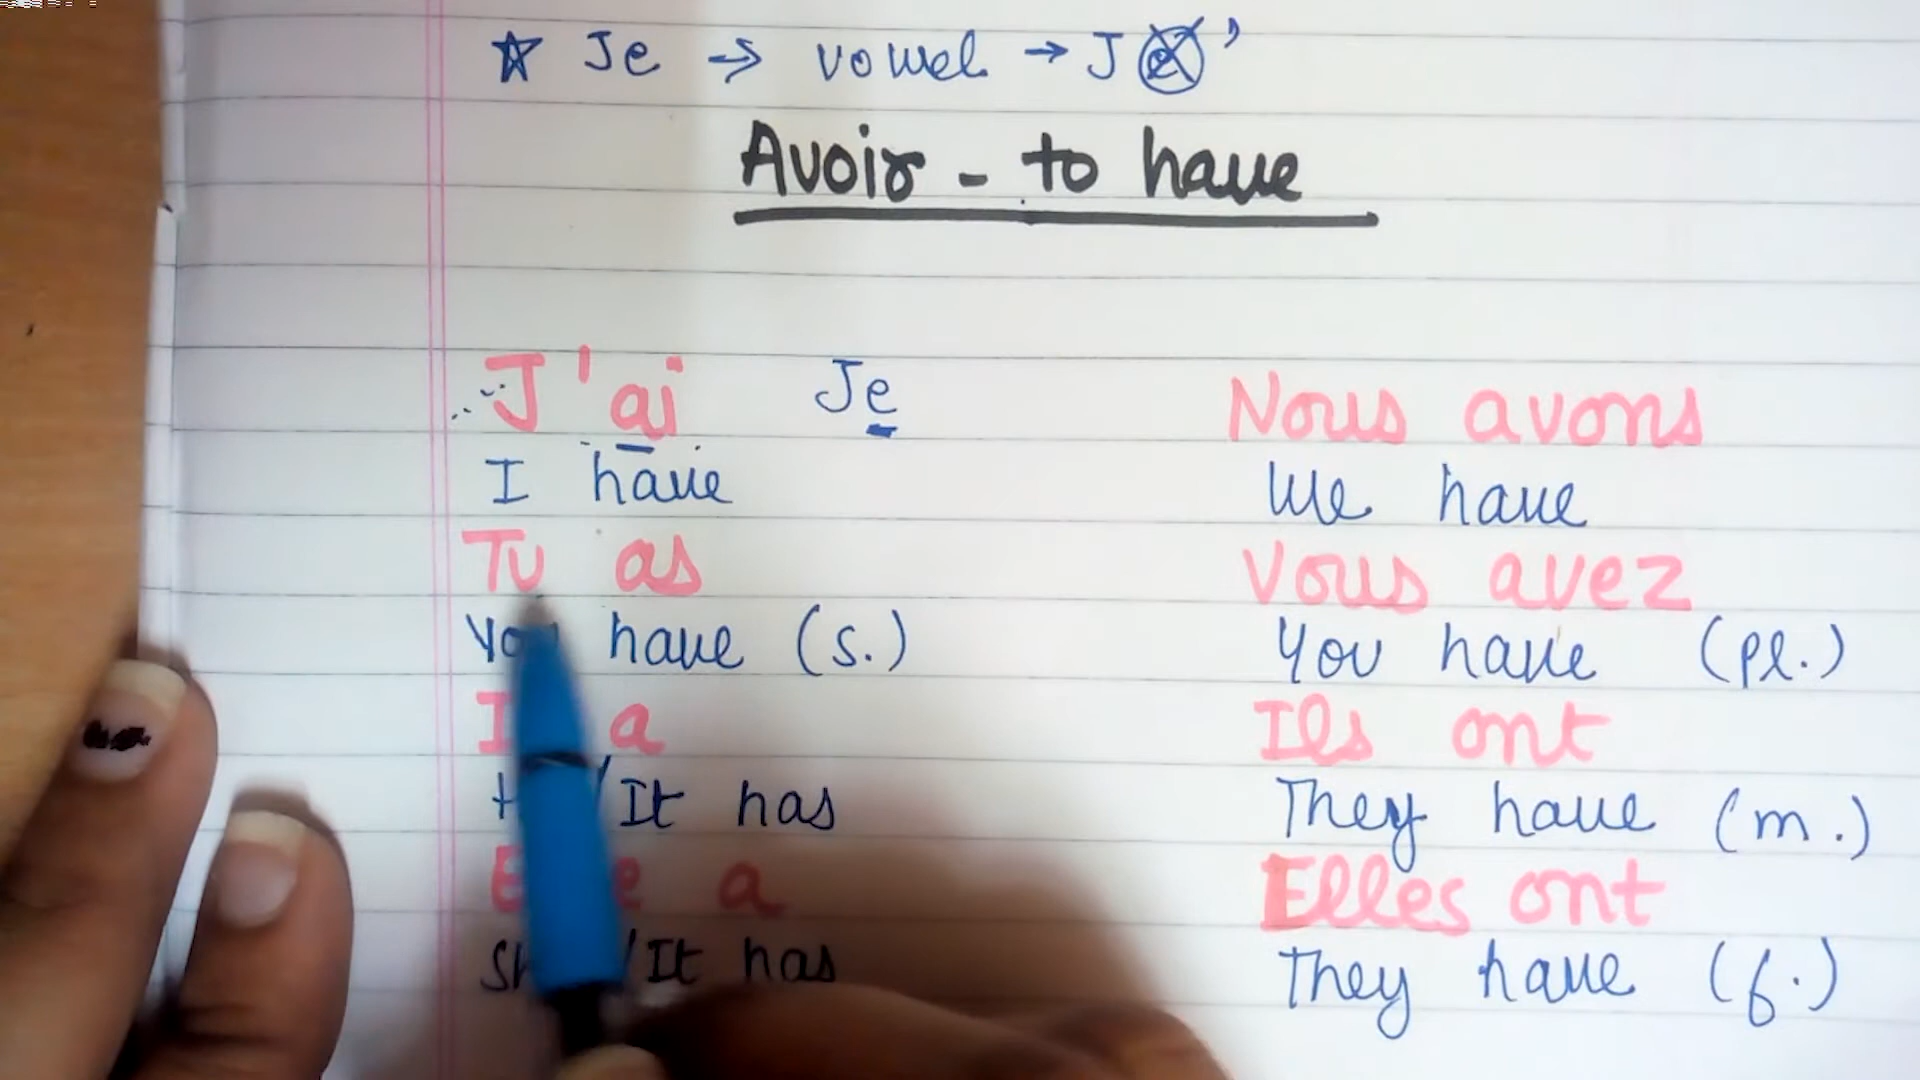 ☆ Je → vowel → J e '
Avoir - to have
J'ai Je
I have
Tu as
have (s.)
a
/It has
a
/It has
Nous avons
We have
Vous avez
You have (pl.)
Ils ont
They have (m.)
Elles ont
They have (f.)